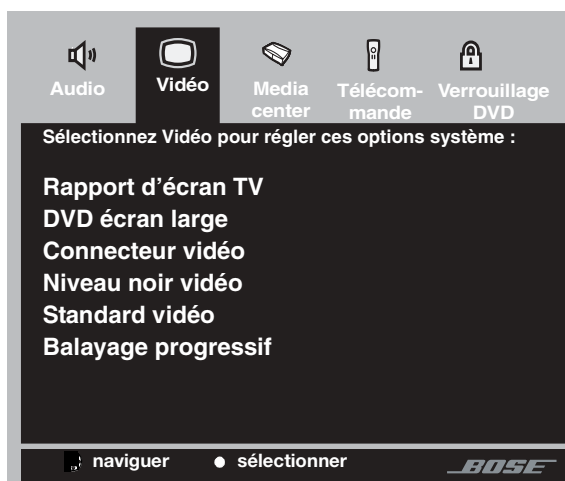 Audio
Vidéo
Media
center
Télécom-
mande
Verrouillage
DVD
Sélectionnez Vidéo pour régler ces options système :
Rapport d’écran TV
DVD écran large
Connecteur vidéo
Niveau noir vidéo
Standard vidéo
Balayage progressif
naviguer sélectionner
BOSE